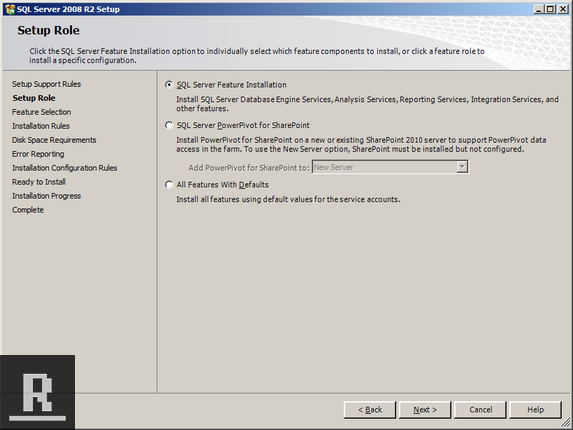 SQL Server 2008 R2 Setup
Setup Role
Click the SQL Server Feature Installation option to individually select which feature components to install, or click a feature role to
install a specific configuration.
Setup Support Rules
Setup Role
Feature Selection
Installation Rules
Disk Space Requirements
Error Reporting
Installation Configuration Rules
Ready to Install
Installation Progress
Complete
SQL Server Feature Installation
Install SQL Server Database Engine Services, Analysis Services, Reporting Services, Integration Services, and
other features.
SQL Server PowerPivot for SharePoint
Install PowerPivot for SharePoint on a new or existing SharePoint 2010 server to support PowerPivot data
access in the farm. To use the New Server option, SharePoint must be installed but not configured.
Add PowerPivot for SharePoint to: New Server
All Features With Defaults
Install all features using default values for the service accounts.
R
< Back Next > Cancel Help